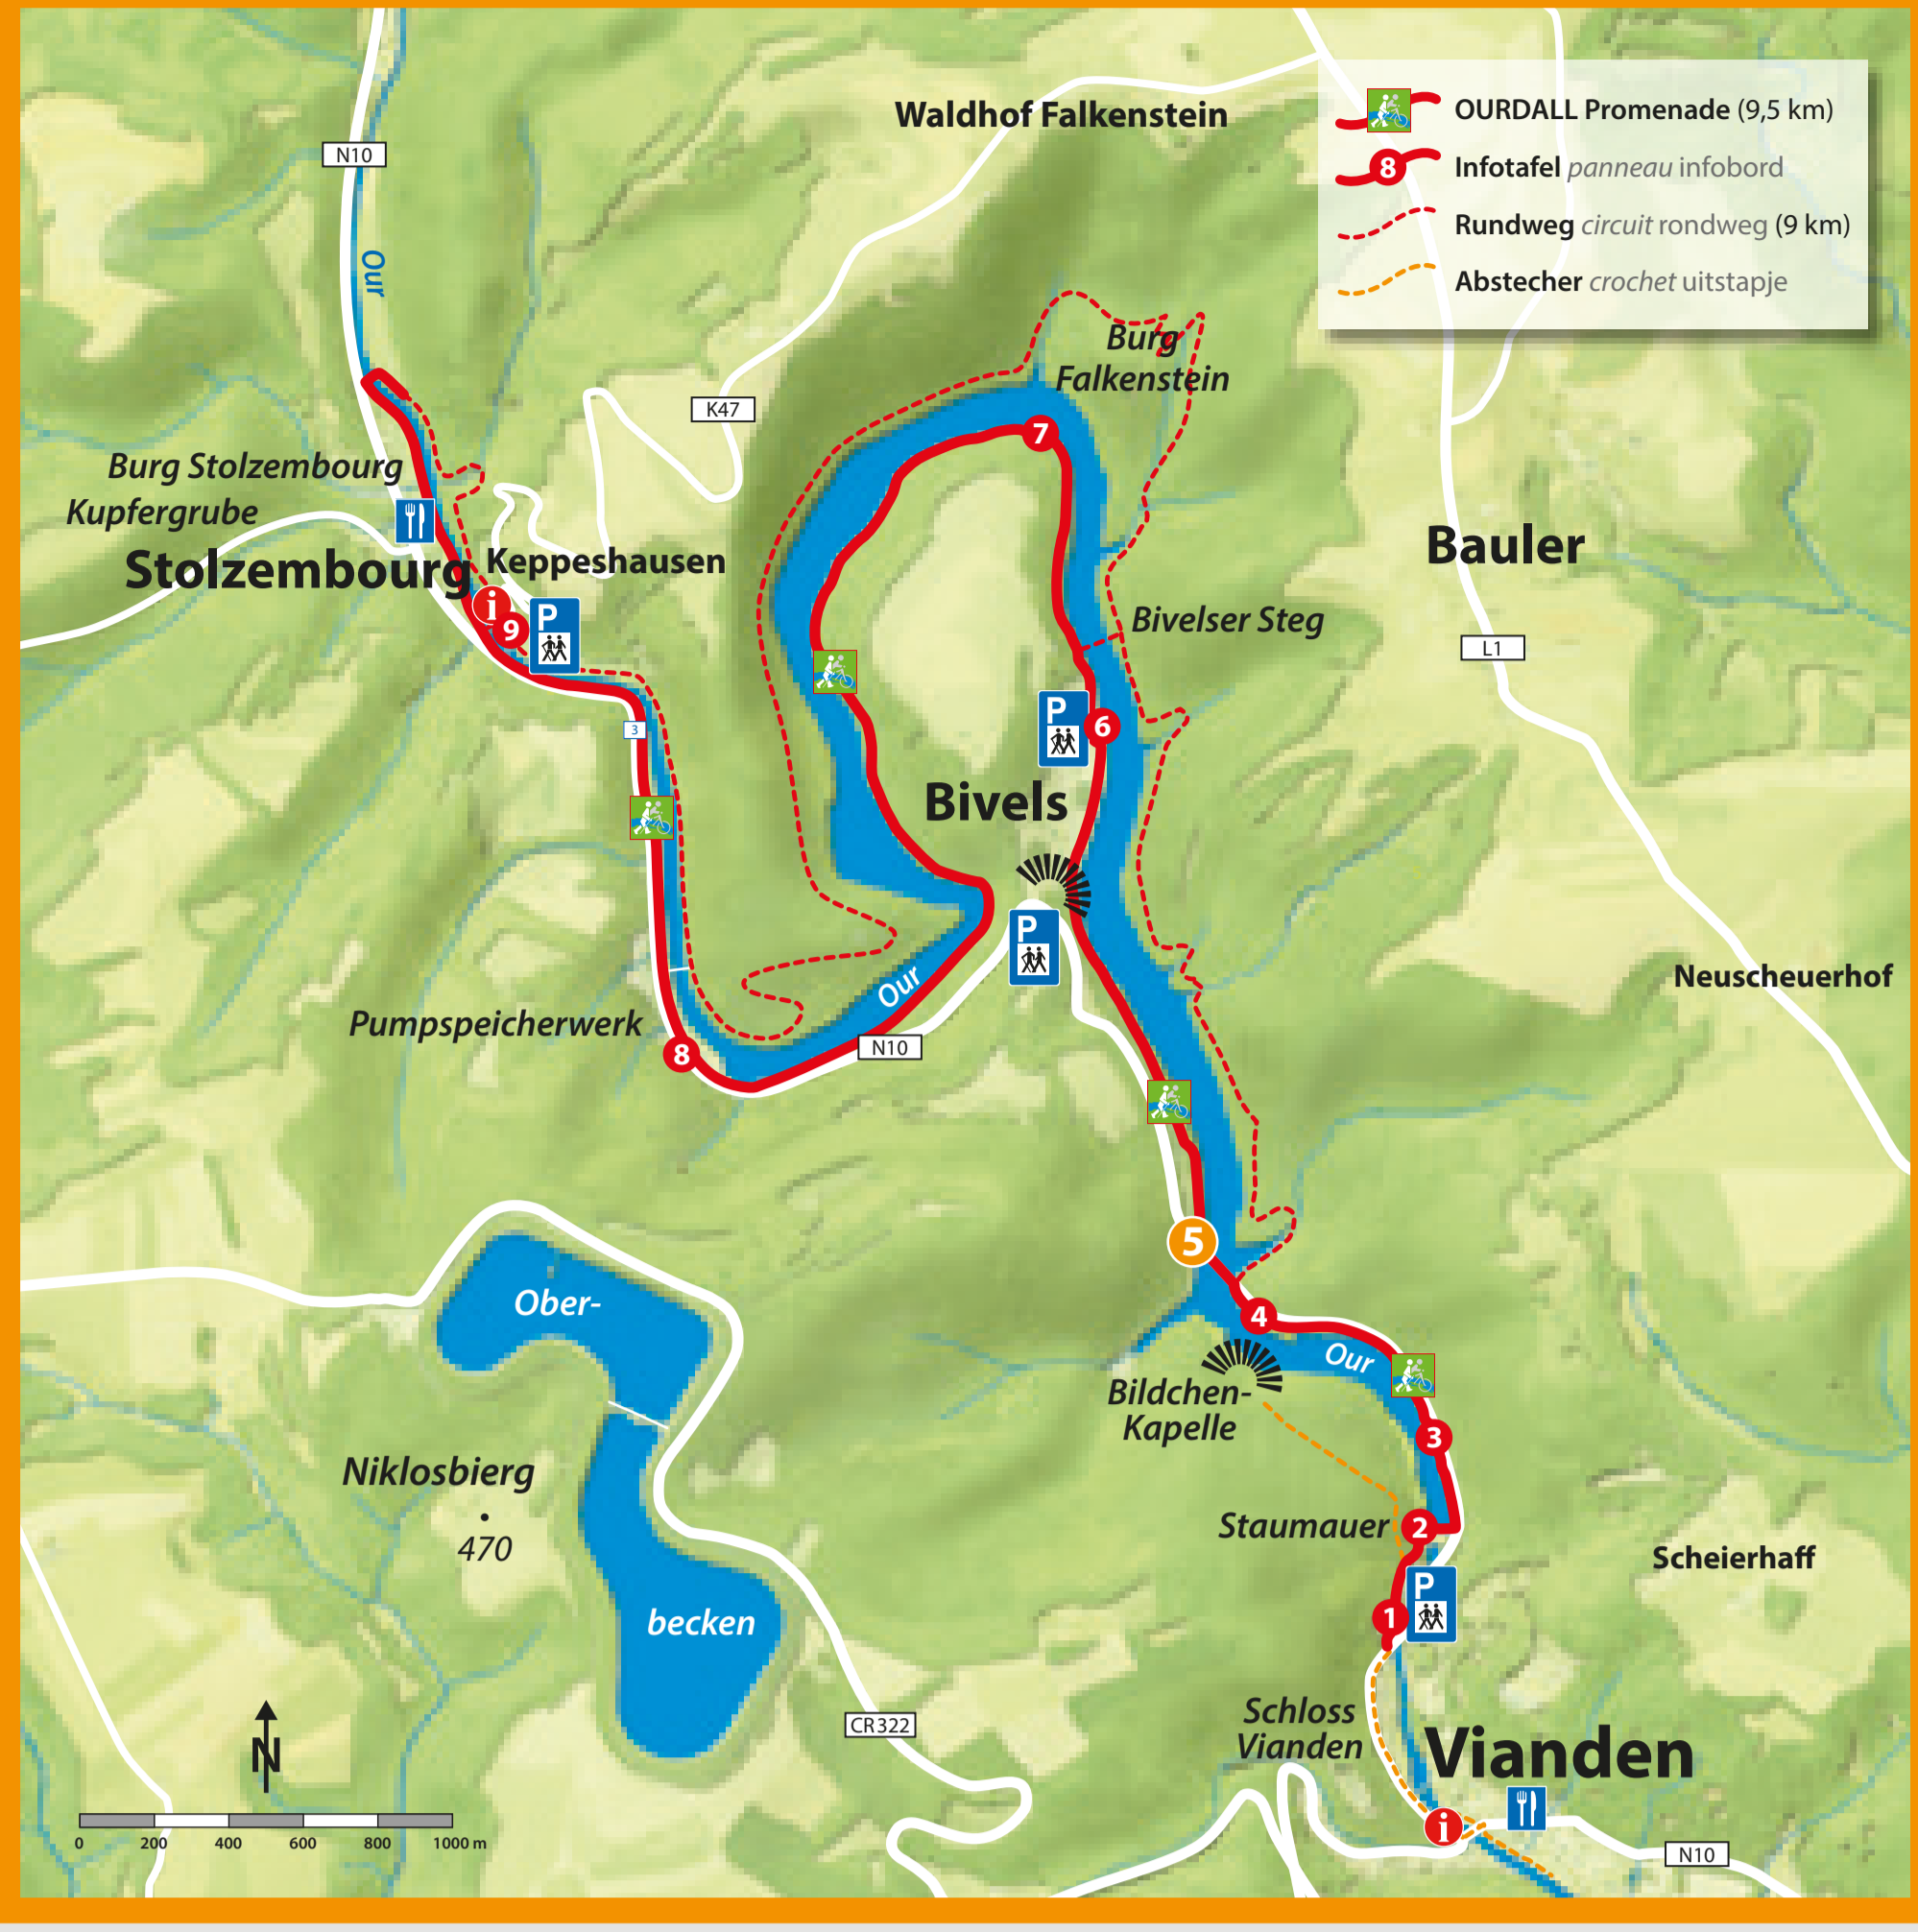 Waldhof Falkenstein
OURDALL Promenade (9,5 km)
8
Infotafel panneau infobord
Rundweg circuit rondweg (9 km)
Abstecher crochet uitstapje
N10
Our
Burg
Falkenstein
K47
7
Burg Stolzembourg
Kupfergrube
Stolzembourg
Keppeshausen
Bauler
i
9
P
Bivelser Steg
L1
3
P
6
Bivels
P
Neuscheuerhof
Our
Pumpspeicherwerk
8
N10
5
4
Ober-
Our
Bildchen-
Kapelle
3
Niklosbierg
470
Staumauer
2
Scheierhaff
P
1
becken
Schloss
Vianden
CR322
Vianden
N
i
N10
0 200 400 600 800 1000 m